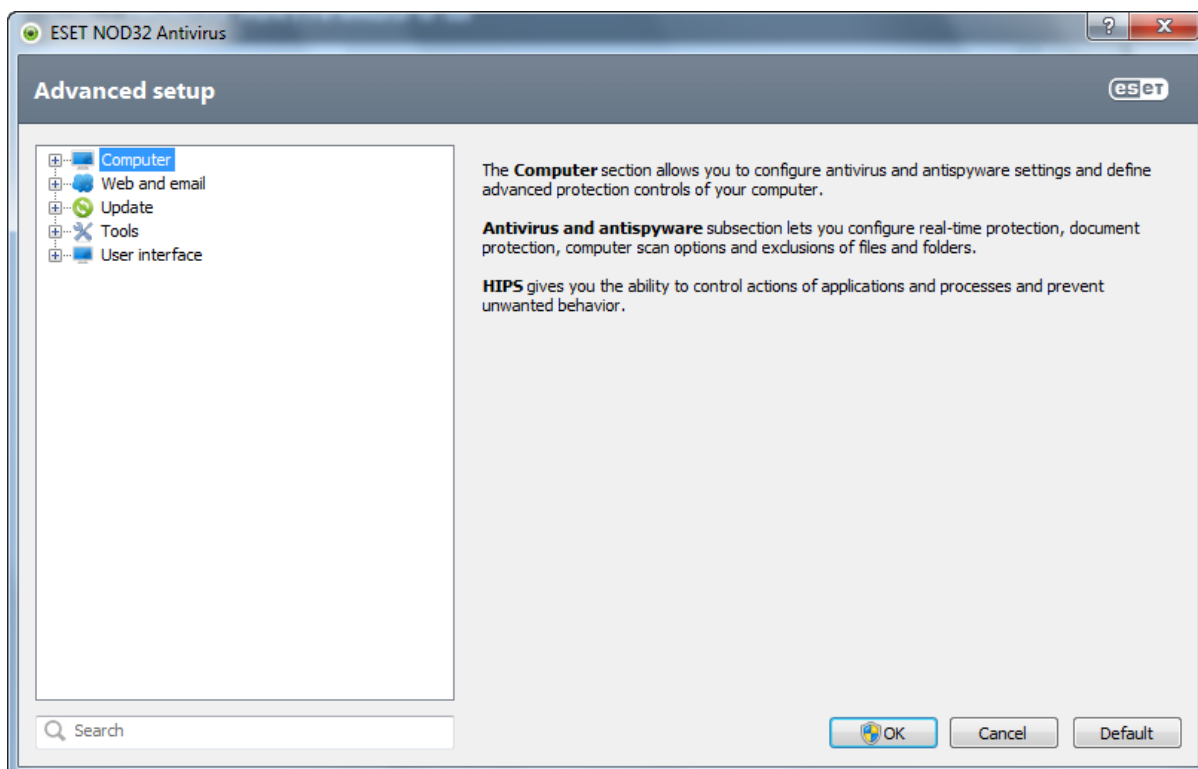 ESET NOD32 Antivirus
?
X
Advanced setup
eseT
Computer
Web and email
Update
Tools
User interface
The Computer section allows you to configure antivirus and antispyware settings and define
advanced protection controls of your computer.
Antivirus and antispyware subsection lets you configure real-time protection, document
protection, computer scan options and exclusions of files and folders.
HIPS gives you the ability to control actions of applications and processes and prevent
unwanted behavior.
Search
OK
Cancel
Default